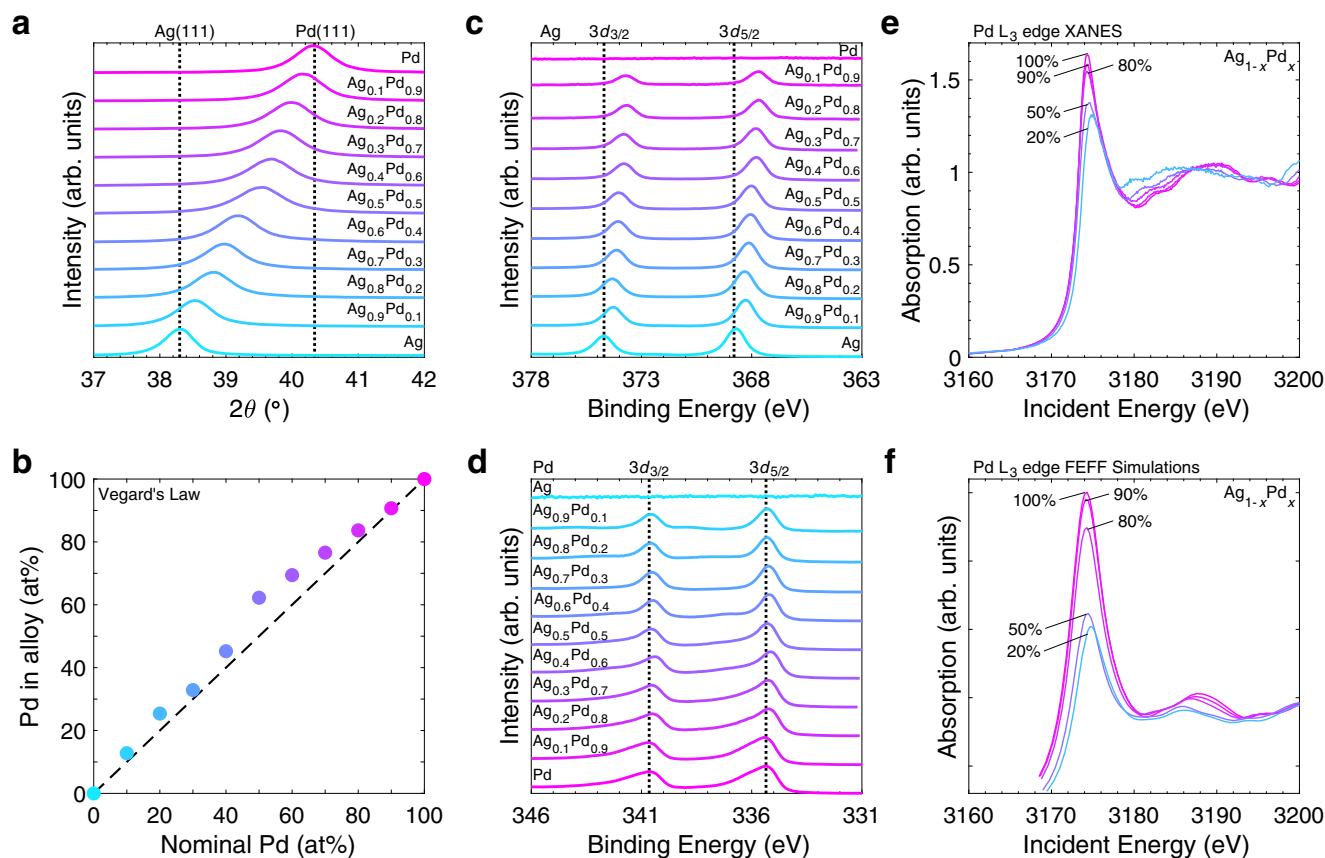 a
Ag(111) Pd(111)
Pd
Ag0.1Pd0.9
Ag0.2Pd0.8
Ag0.3Pd0.7
Ag0.4Pd0.6
Ag0.5Pd0.5
Ag0.6Pd0.4
Ag0.7Pd0.3
Ag0.8Pd0.2
Ag0.9Pd0.1
Ag
Intensity (arb. units)
37 38 39 40 41 42
2θ (°)
b
Vegard's Law
100
80
60
40
20
0
Pd in alloy (at%)
0 20 40 60 80 100
Nominal Pd (at%)
c
Ag 3d3/2 3d5/2
Pd
Ag0.1Pd0.9
Ag0.2Pd0.8
Ag0.3Pd0.7
Ag0.4Pd0.6
Ag0.5Pd0.5
Ag0.6Pd0.4
Ag0.7Pd0.3
Ag0.8Pd0.2
Ag0.9Pd0.1
Ag
Intensity (arb. units)
378 373 368 363
Binding Energy (eV)
d
Pd 3d3/2 3d5/2
Ag
Ag0.9Pd0.1
Ag0.8Pd0.2
Ag0.7Pd0.3
Ag0.6Pd0.4
Ag0.5Pd0.5
Ag0.4Pd0.6
Ag0.3Pd0.7
Ag0.2Pd0.8
Ag0.1Pd0.9
Pd
Intensity (arb. units)
346 341 336 331
Binding Energy (eV)
e
Pd L3 edge XANES
Ag1-xPdx
100%
90% 80%
50%
20%
1.5
1
0.5
0
Absorption (arb. units)
3160 3170 3180 3190 3200
Incident Energy (eV)
f
Pd L3 edge FEFF Simulations
Ag1-xPdx
100% 90%
80%
50%
20%
Absorption (arb. units)
3160 3170 3180 3190 3200
Incident Energy (eV)